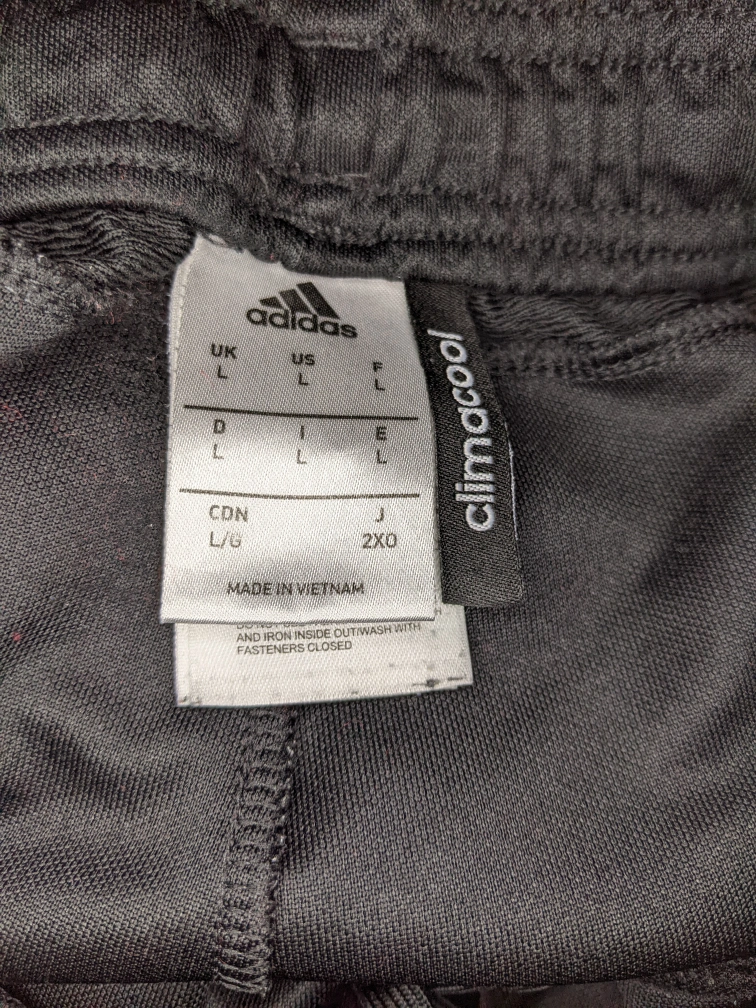 adidas
UK US F
L L L
D I E
L L L
CDN J
L/G 2XO
MADE IN VIETNAM
AND IRON INSIDE OUT/WASH WITH
FASTENERS CLOSED
climacool